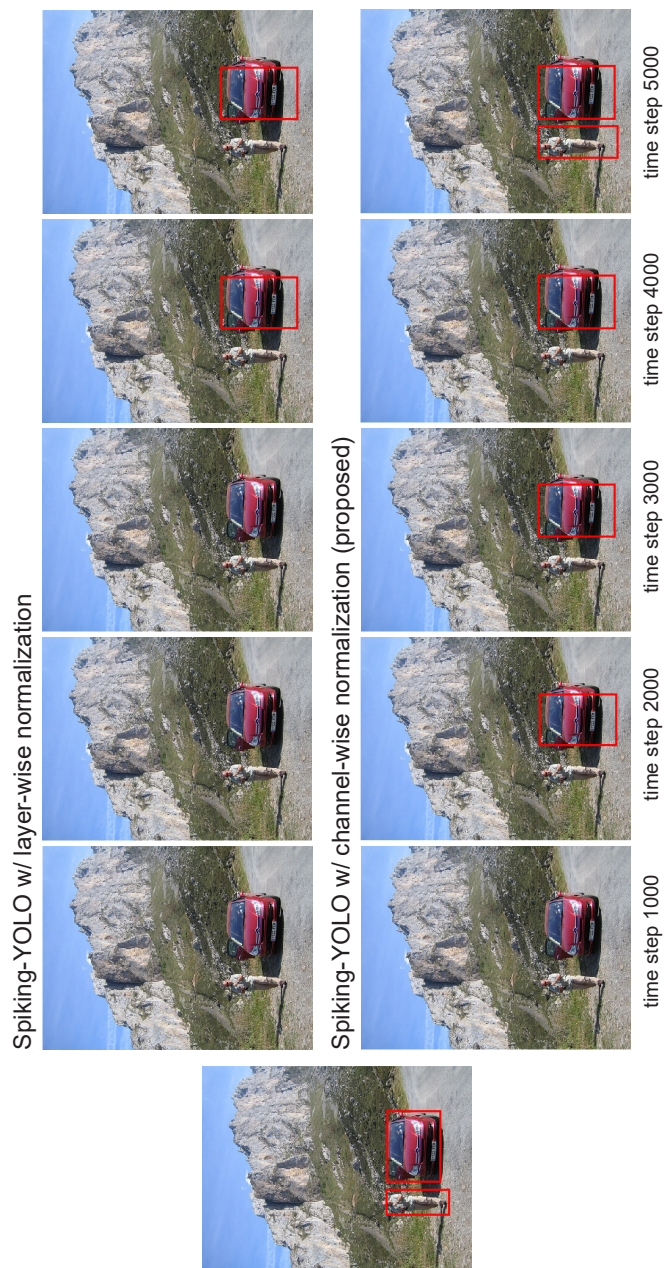 Spiking-YOLO w/ layer-wise normalization
Spiking-YOLO w/ channel-wise normalization (proposed)
time step 1000
time step 2000
time step 3000
time step 4000
time step 5000